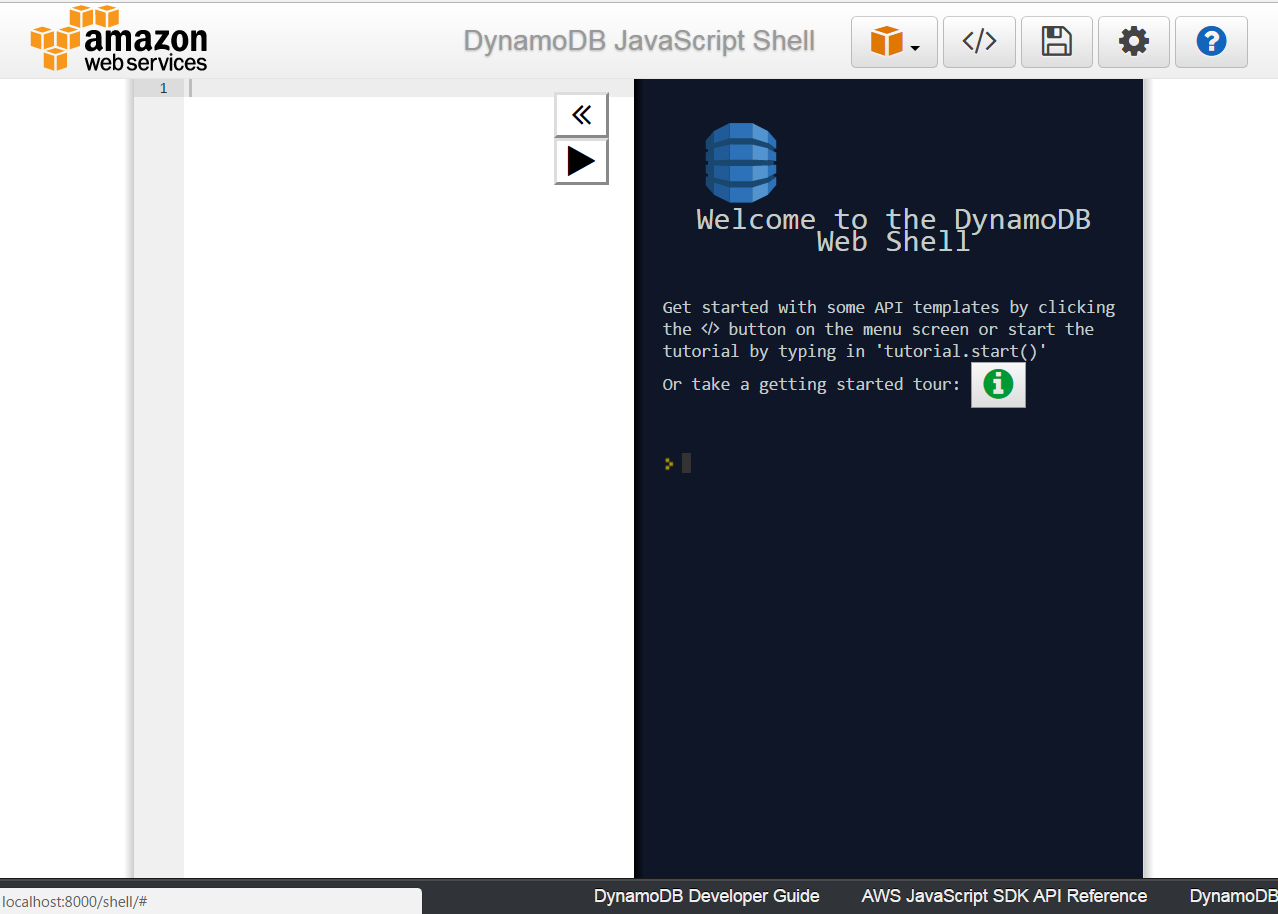 amazon
web services
DynamoDB JavaScript Shell
</>
?
1
Welcome to the DynamoDB
Web Shell
Get started with some API templates by clicking
the </> button on the menu screen or start the
tutorial by typing in 'tutorial.start()'
Or take a getting started tour:
>
localhost:8000/shell/#
DynamoDB Developer Guide
AWS JavaScript SDK API Reference
DynamoDB